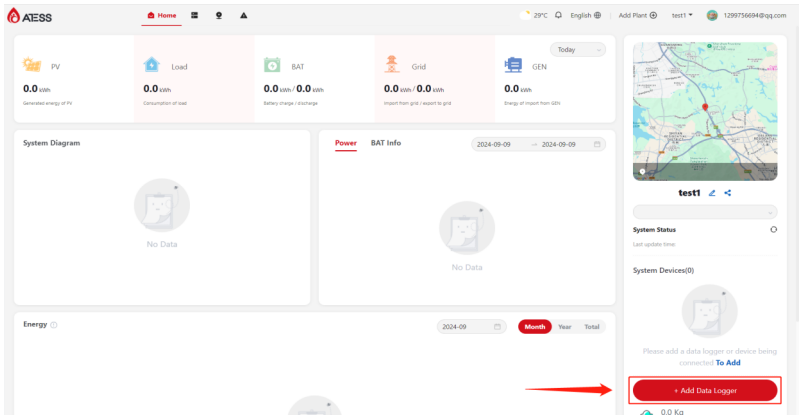 ATESS
Home
29°C English Add Plant test1 1299756694@qq.com
Today
PV Load BAT Grid GEN
0.0 kWh 0.0 kWh 0.0 kWh / 0.0 kWh 0.0 kWh / 0.0 kWh 0.0 kWh
Generated energy of PV Consumption of load Battery charge / discharge Import from grid / export to grid Energy of import from GEN
System Diagram
No Data
Power BAT Info 2024-09-09 → 2024-09-09
No Data
test1
System Status
Last update time:
System Devices(0)
Please add a data logger or device being
connected To Add
+ Add Data Logger
0.0 Kg
Energy 2024-09 Month Year Total